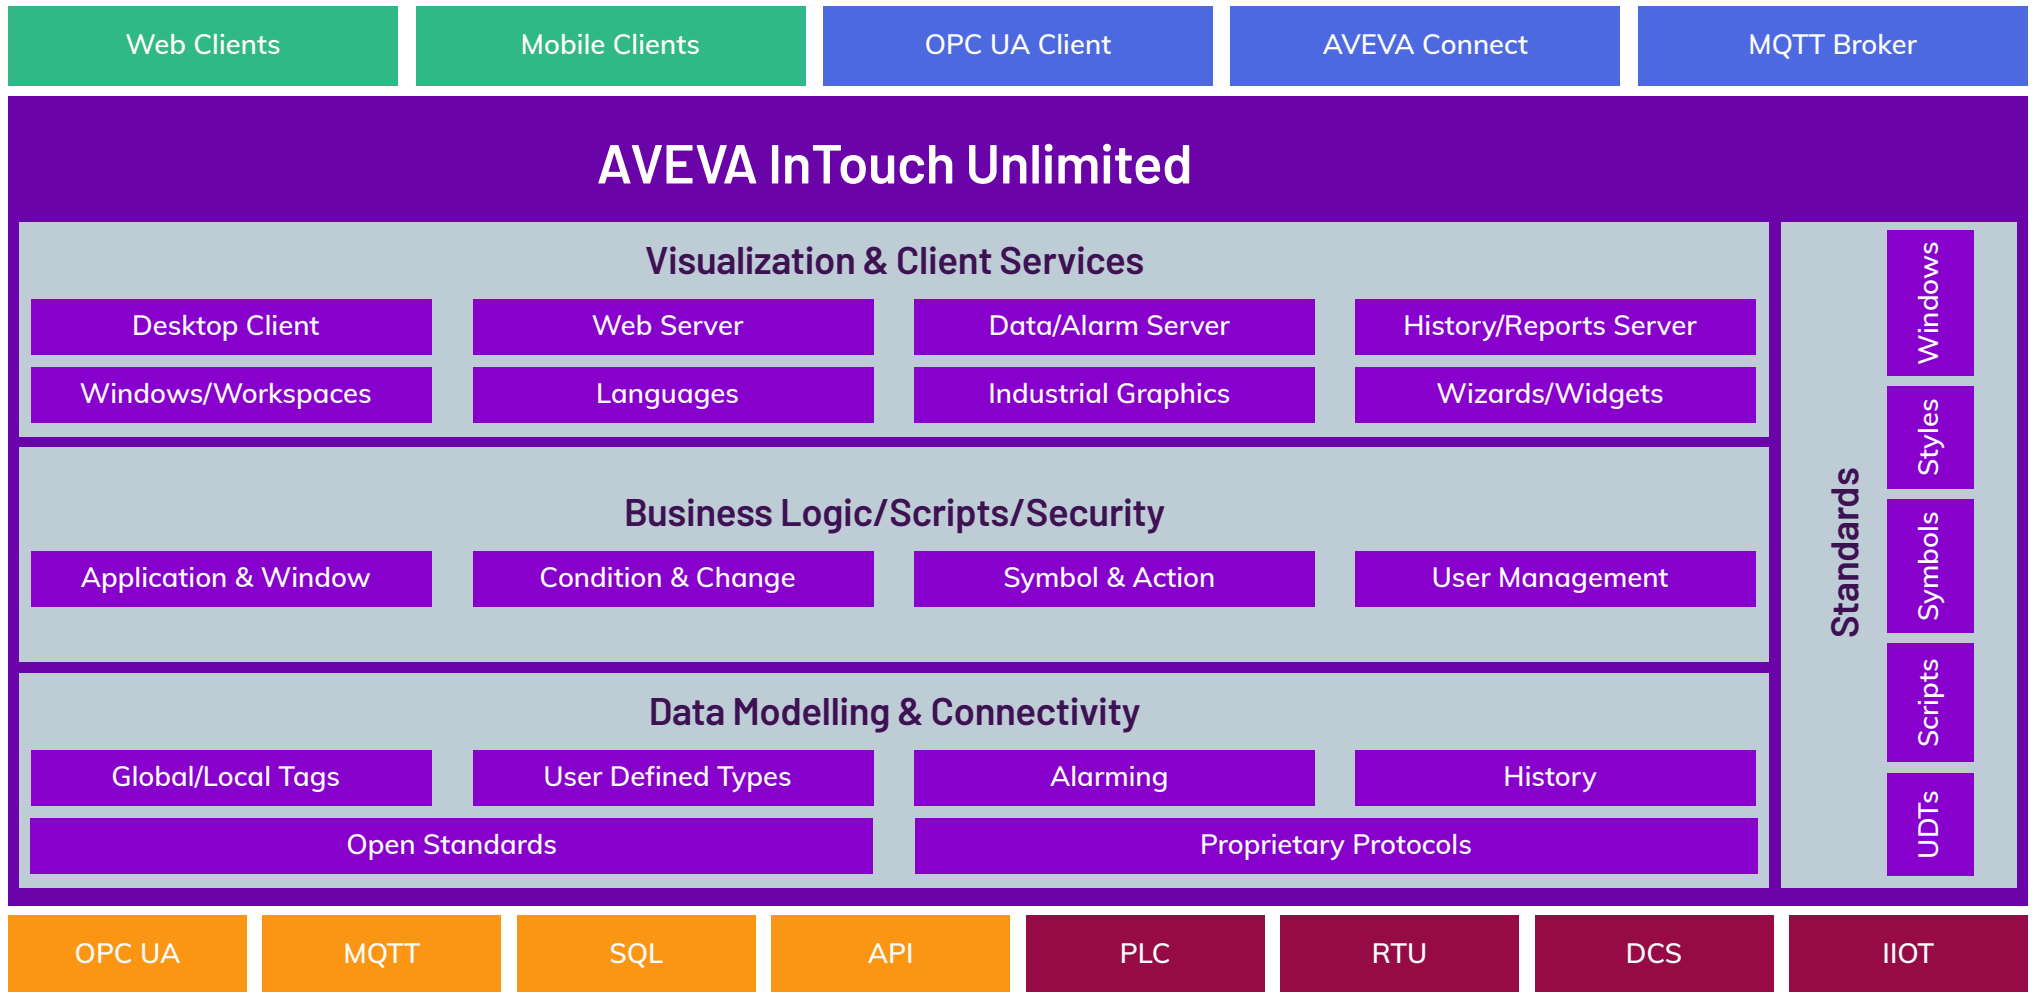 Web Clients
Mobile Clients
OPC UA Client
AVEVA Connect
MQTT Broker
AVEVA InTouch Unlimited
Visualization & Client Services
Desktop Client
Web Server
Data/Alarm Server
History/Reports Server
Windows/Workspaces
Languages
Industrial Graphics
Wizards/Widgets
Business Logic/Scripts/Security
Application & Window
Condition & Change
Symbol & Action
User Management
Data Modelling & Connectivity
Global/Local Tags
User Defined Types
Alarming
History
Open Standards
Proprietary Protocols
Standards
Windows
Styles
Symbols
Scripts
UDTs
OPC UA
MQTT
SQL
API
PLC
RTU
DCS
IIOT